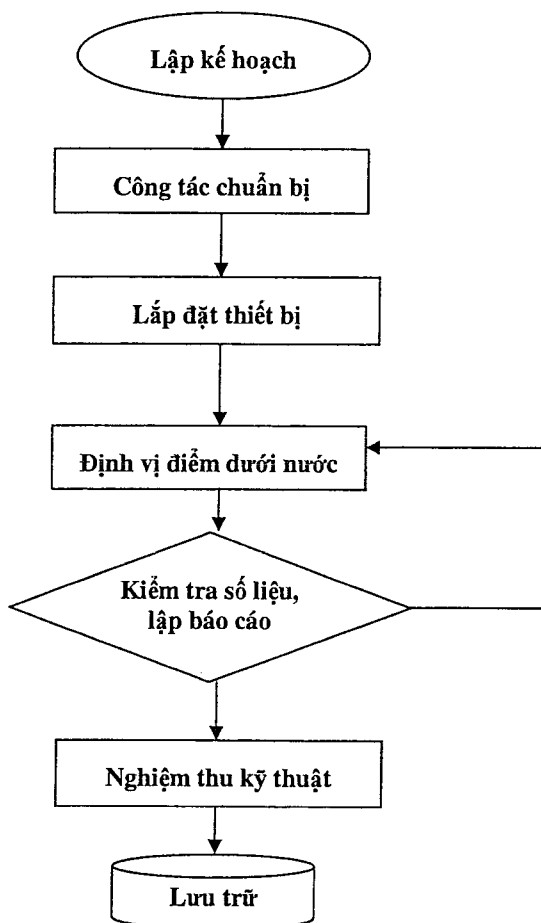 Lập kế hoạch
Công tác chuẩn bị
Lắp đặt thiết bị
Định vị điểm dưới nước
Kiểm tra số liệu,
lập báo cáo
Nghiệm thu kỹ thuật
Lưu trữ